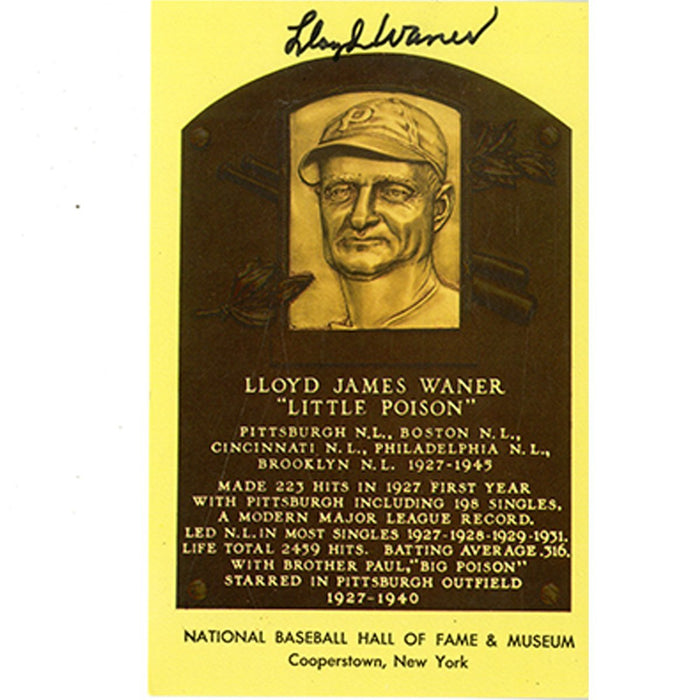 Lloyd Waner
P
LLOYD JAMES WANER
"LITTLE POISON"
PITTSBURGH N.L., BOSTON N.L.,
CINCINNATI N.L., PHILADELPHIA N.L.,
BROOKLYN N.L. 1927-1945
MADE 223 HITS IN 1927 FIRST YEAR
WITH PITTSBURGH INCLUDING 198 SINGLES,
A MODERN MAJOR LEAGUE RECORD.
LED N.L. IN MOST SINGLES 1927-1928-1929-1931.
LIFE TOTAL 2459 HITS. BATTING AVERAGE .316.
WITH BROTHER PAUL, "BIG POISON"
STARRED IN PITTSBURGH OUTFIELD
1927-1940
NATIONAL BASEBALL HALL OF FAME & MUSEUM
Cooperstown, New York